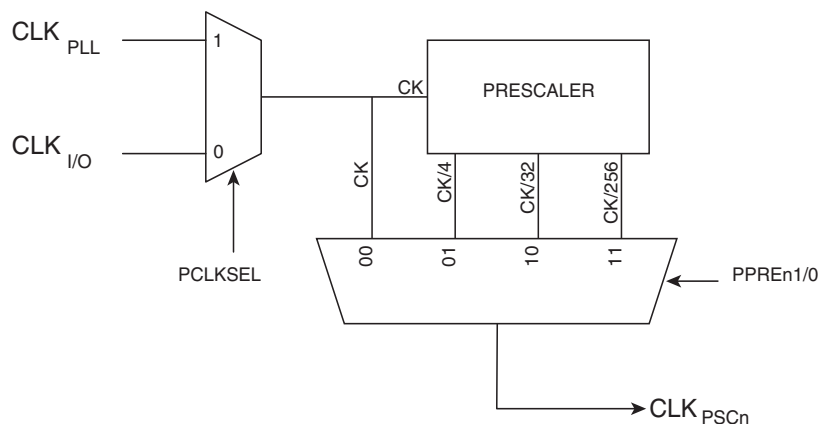 CLK PLL
1
CK
PRESCALER
CLK I/O
0
CK
CK/4
CK/32
CK/256
PCLKSEL
00
01
10
11
PPREn1/0
CLK PSCn